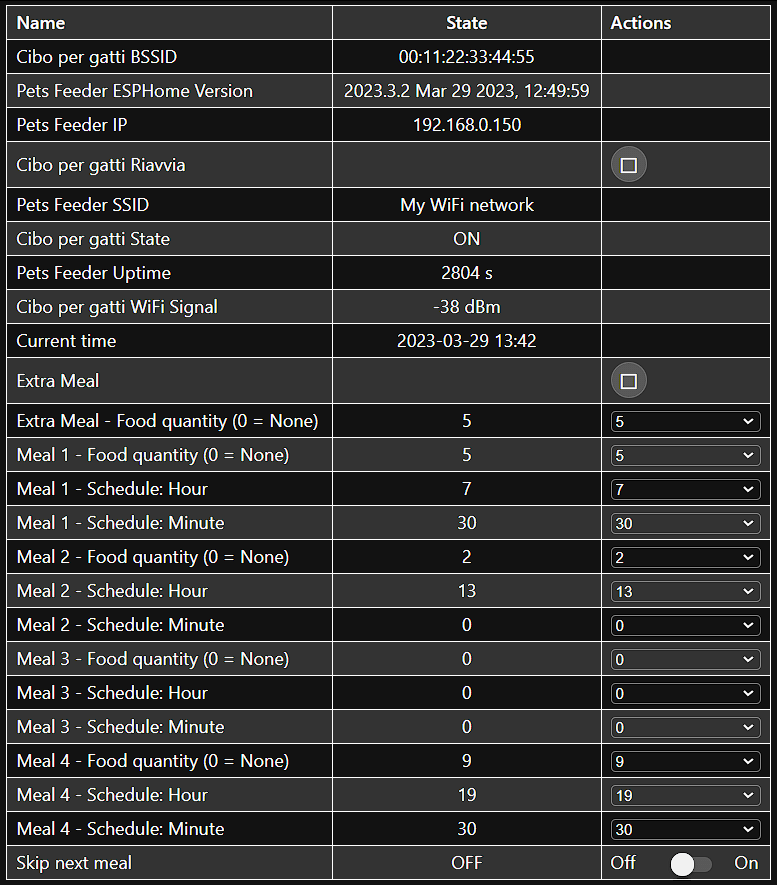 Name State Actions
Cibo per gatti BSSID 00:11:22:33:44:55
Pets Feeder ESPHome Version 2023.3.2 Mar 29 2023, 12:49:59
Pets Feeder IP 192.168.0.150
Cibo per gatti Riavvia
Pets Feeder SSID My WiFi network
Cibo per gatti State ON
Pets Feeder Uptime 2804 s
Cibo per gatti WiFi Signal -38 dBm
Current time 2023-03-29 13:42
Extra Meal
Extra Meal - Food quantity (0 = None) 5 5
Meal 1 - Food quantity (0 = None) 5 5
Meal 1 - Schedule: Hour 7 7
Meal 1 - Schedule: Minute 30 30
Meal 2 - Food quantity (0 = None) 2 2
Meal 2 - Schedule: Hour 13 13
Meal 2 - Schedule: Minute 0 0
Meal 3 - Food quantity (0 = None) 0 0
Meal 3 - Schedule: Hour 0 0
Meal 3 - Schedule: Minute 0 0
Meal 4 - Food quantity (0 = None) 9 9
Meal 4 - Schedule: Hour 19 19
Meal 4 - Schedule: Minute 30 30
Skip next meal OFF Off On